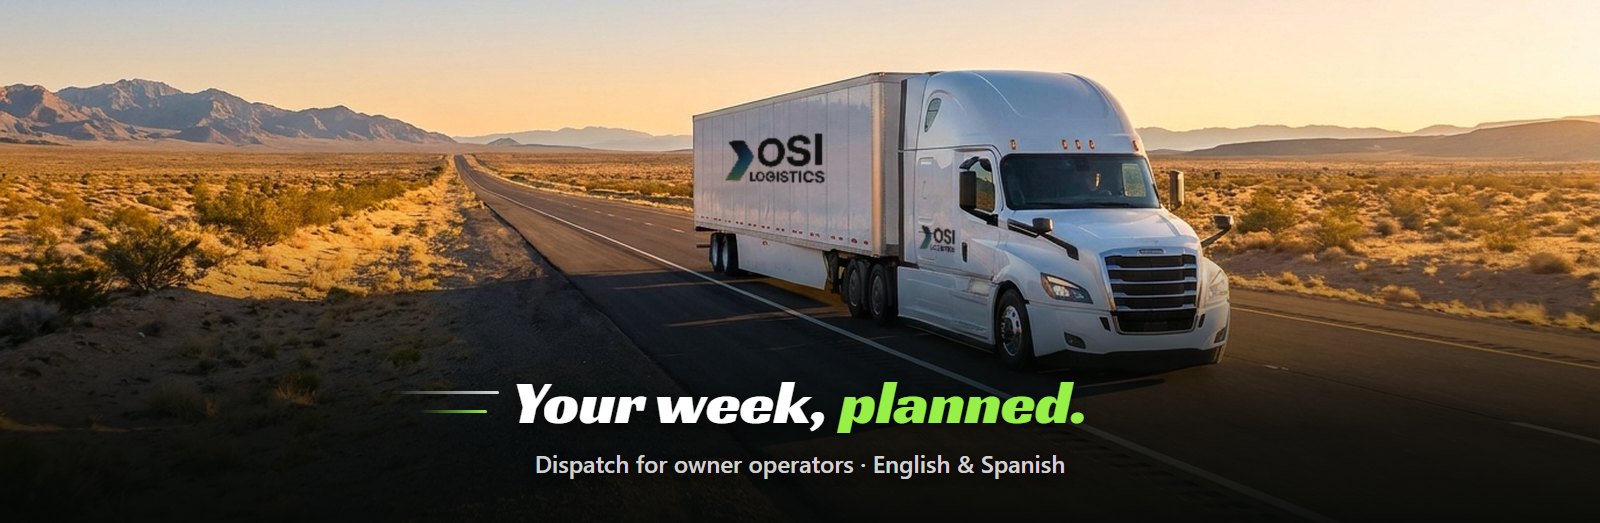 OSI
LOGISTICS
OSI
LOGISTICS
Your week, planned.
Dispatch for owner operators · English & Spanish